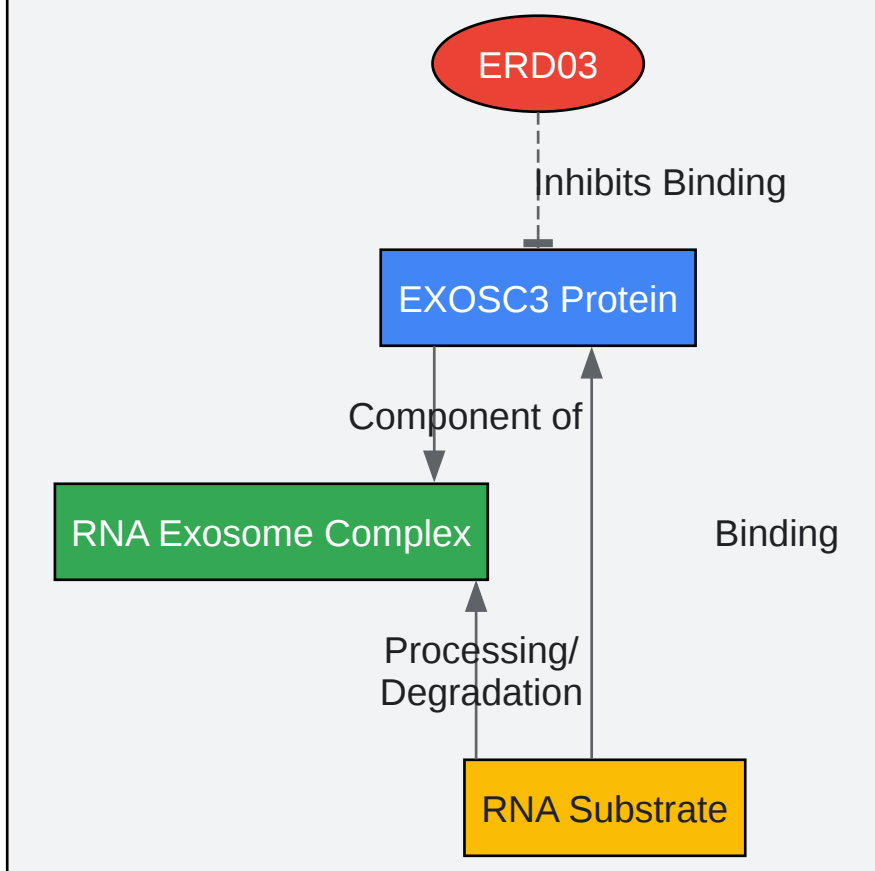 ERD03
Inhibits Binding
EXOSC3 Protein
Component of
RNA Exosome Complex
Binding
Processing/
Degradation
RNA Substrate